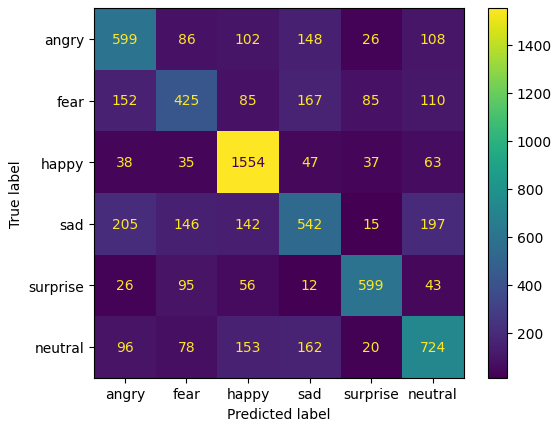 angry 599 86 102 148 26 108
fear 152 425 85 167 85 110
happy 38 35 1554 47 37 63
sad 205 146 142 542 15 197
surprise 26 95 56 12 599 43
neutral 96 78 153 162 20 724
angry fear happy sad surprise neutral
True label
Predicted label
1400
1200
1000
800
600
400
200